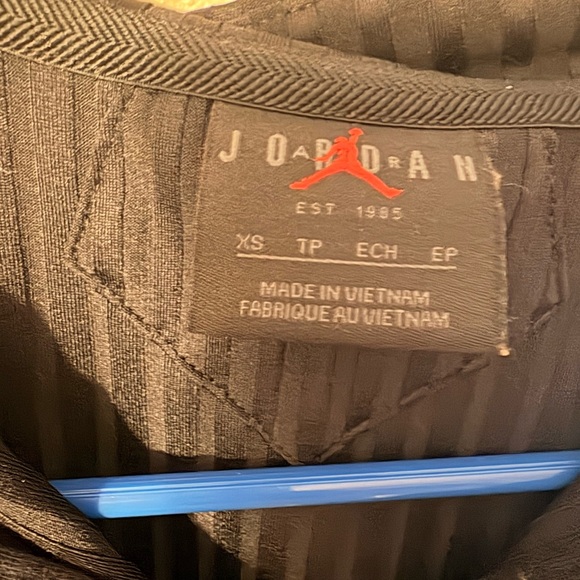 JORDAN
EST 1985
XS TP ECH EP
MADE IN VIETNAM
FABRIQUE AU VIETNAM